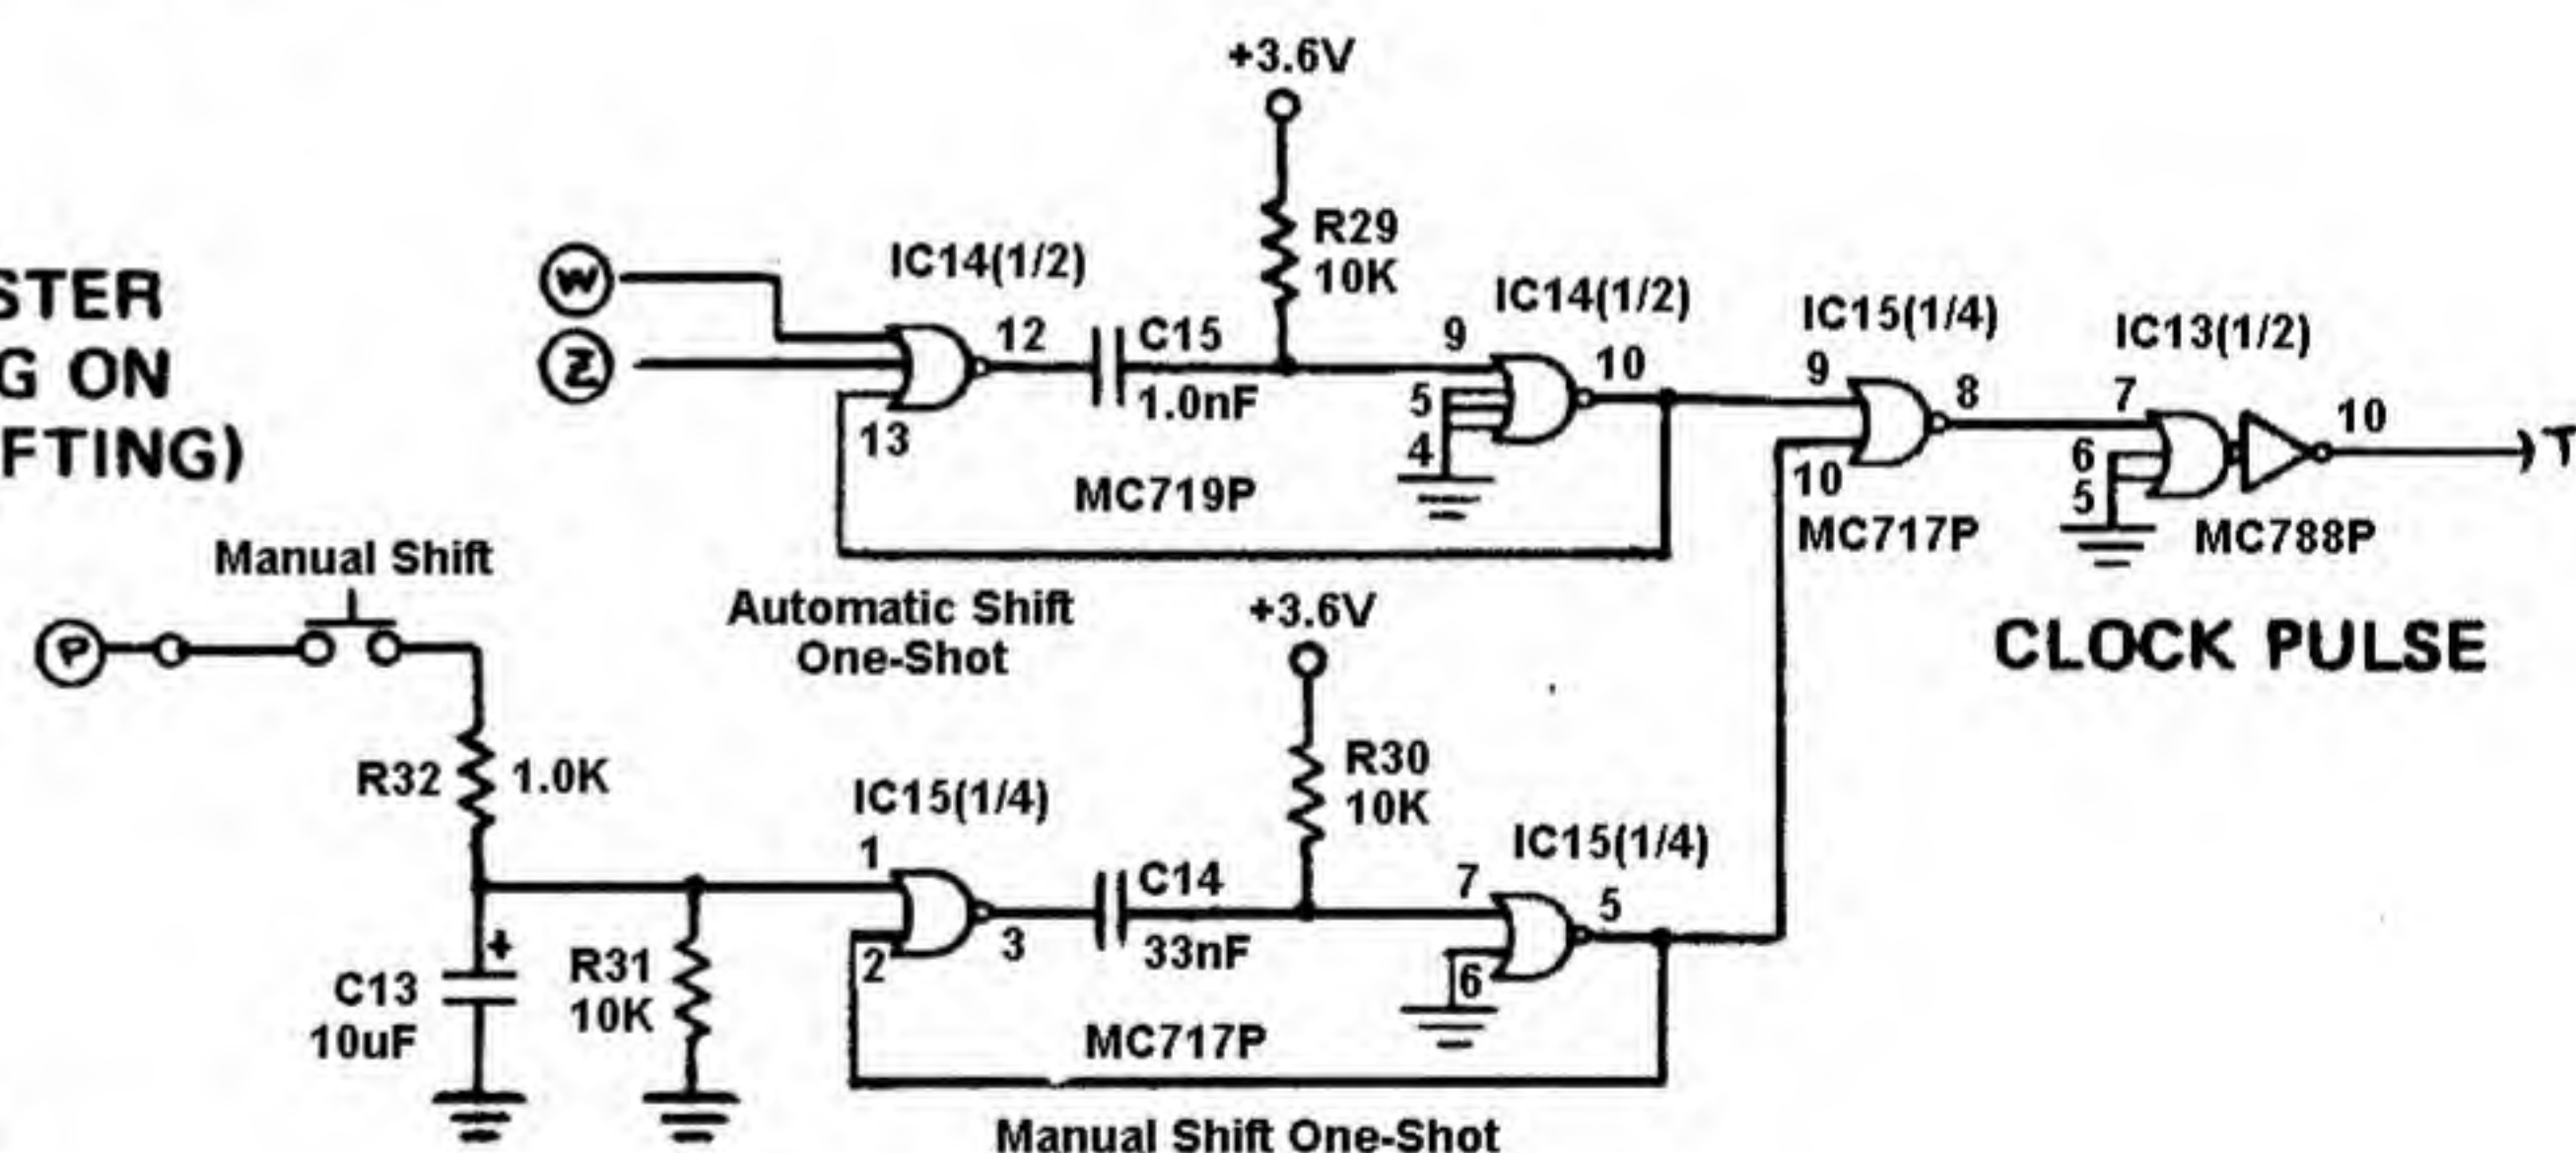 +3.6V
R29
10K
STER
G ON
FTING)
W
Z
IC14(1/2)
12
C15
1.0nF
13
MC719P
9
IC14(1/2)
10
5
4
IC15(1/4)
9
8
10
MC717P
IC13(1/2)
7
10
6
5
MC788P
)T
CLOCK PULSE
Manual Shift
P
Automatic Shift
One-Shot
+3.6V
R30
10K
R32
1.0K
IC15(1/4)
1
C14
33nF
2
3
7
IC15(1/4)
5
6
C13
10uF
+
R31
10K
MC717P
Manual Shift One-Shot